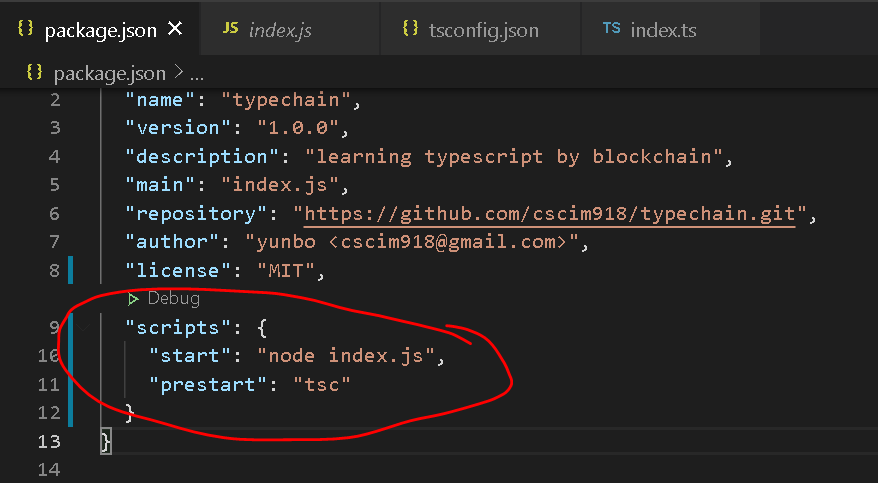 {} package.json ✕ JS index.js {} tsconfig.json TS index.ts
{} package.json > ...
2 "name": "typechain",
3 "version": "1.0.0",
4 "description": "learning typescript by blockchain",
5 "main": "index.js",
6 "repository": "https://github.com/cscim918/typechain.git",
7 "author": "yunbo <cscim918@gmail.com>",
8 "license": "MIT",
▷ Debug
9 "scripts": {
10 "start": "node index.js",
11 "prestart": "tsc"
12 }
13 }
14